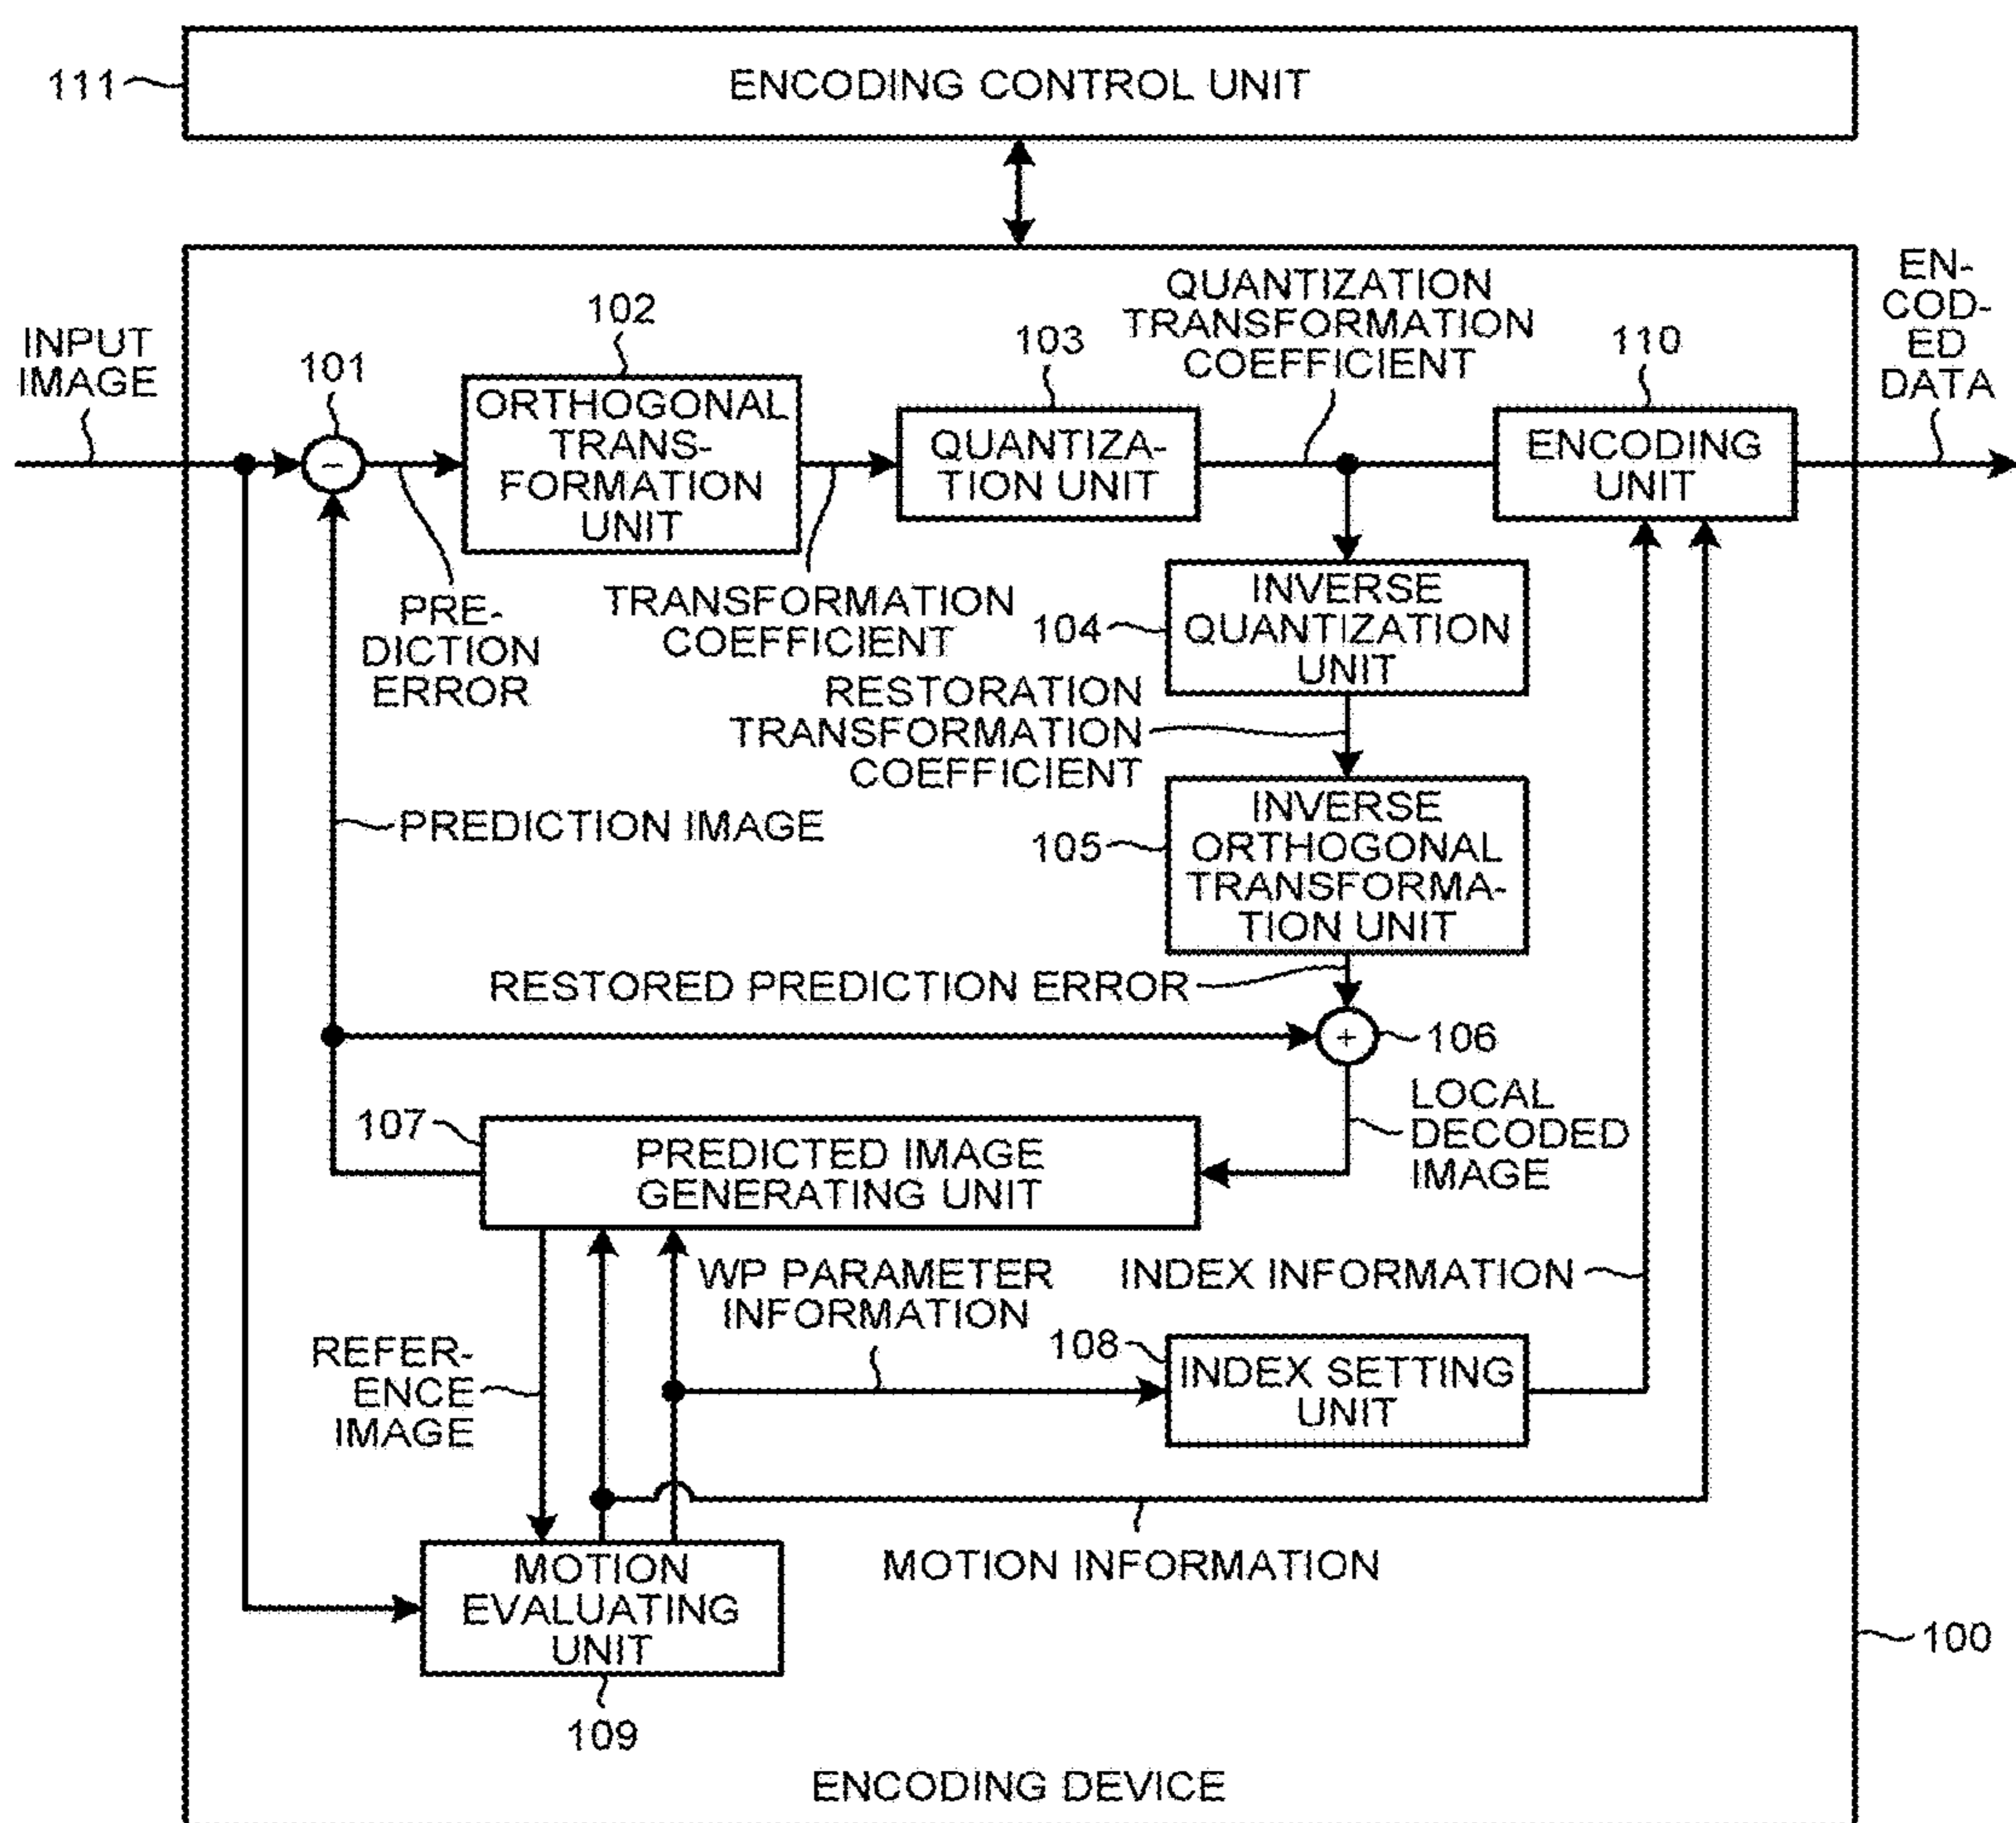 111
ENCODING CONTROL UNIT
INPUT
IMAGE
101
−
102
ORTHOGONAL
TRANS-
FORMATION
UNIT
103
QUANTIZA-
TION UNIT
QUANTIZATION
TRANSFORMATION
COEFFICIENT
110
ENCODING
UNIT
EN-
COD-
ED
DATA
PRE-
DICTION
ERROR
TRANSFORMATION
COEFFICIENT
104
INVERSE
QUANTIZATION
UNIT
RESTORATION
TRANSFORMATION
COEFFICIENT
PREDICTION IMAGE
105
INVERSE
ORTHOGONAL
TRANSFORMA-
TION UNIT
RESTORED PREDICTION ERROR
+
106
LOCAL
DECODED
IMAGE
107
PREDICTED IMAGE
GENERATING UNIT
WP PARAMETER
INFORMATION
INDEX INFORMATION
REFER-
ENCE
IMAGE
108
INDEX SETTING
UNIT
MOTION INFORMATION
MOTION
EVALUATING
UNIT
109
100
ENCODING DEVICE